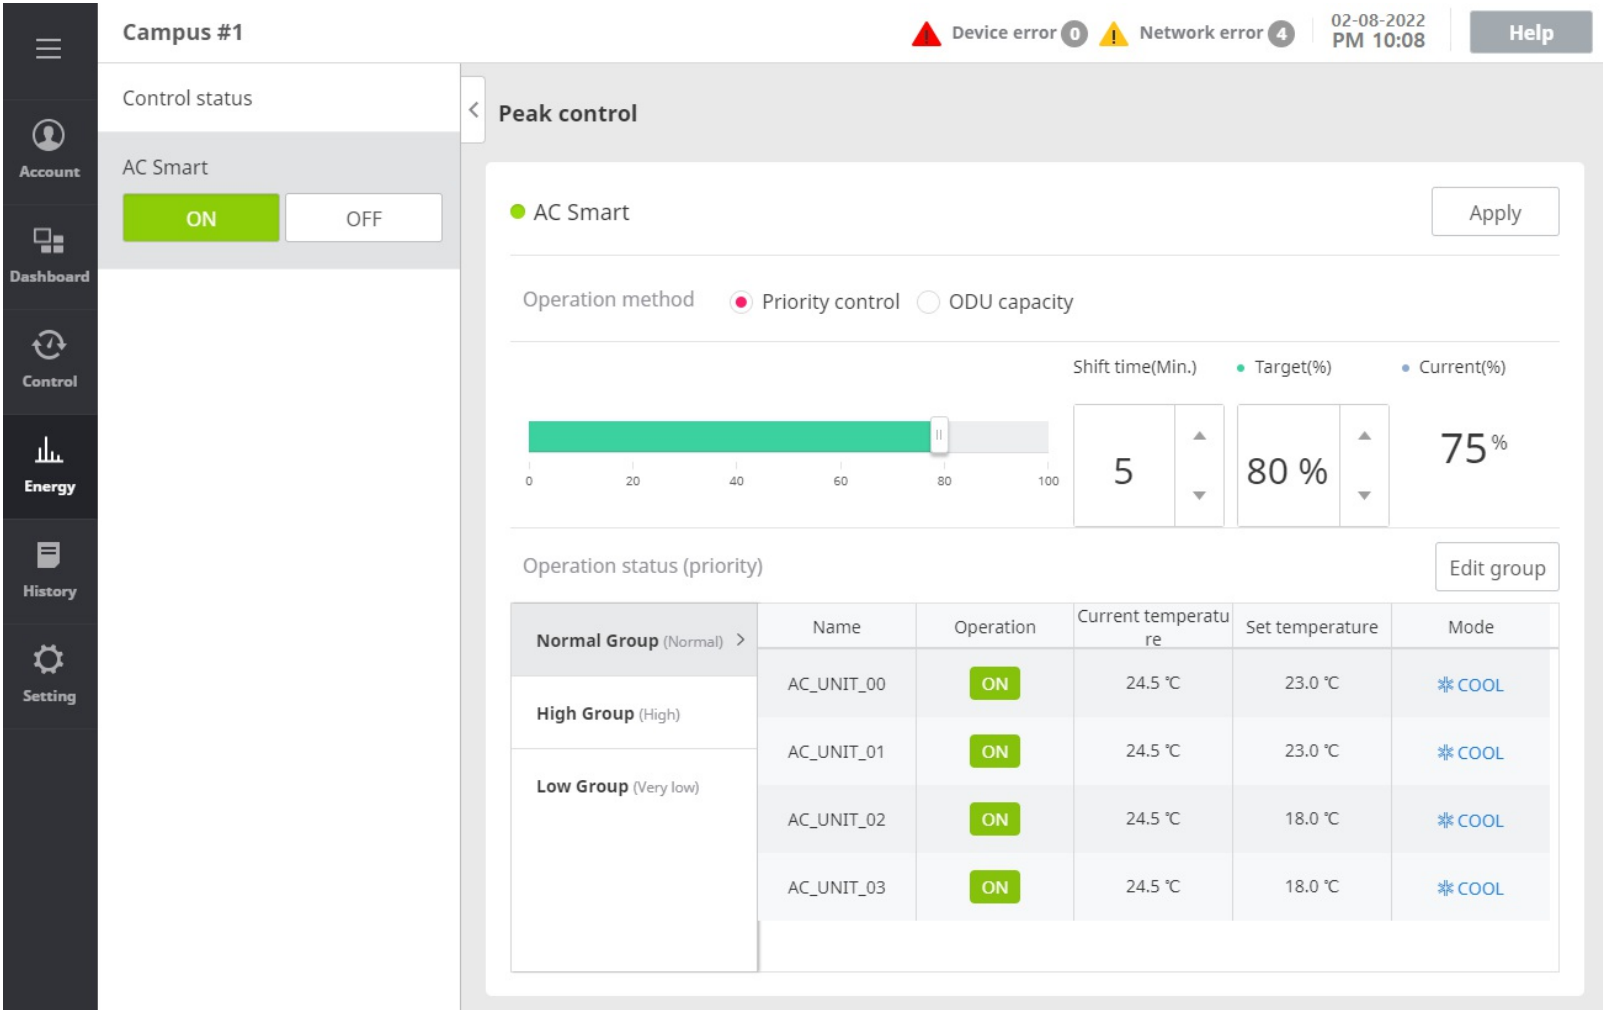 Campus #1
Device error 0
Network error 4
02-08-2022
PM 10:08
Help
Account
Dashboard
Control
Energy
History
Setting
Control status
AC Smart
ON OFF
Peak control
AC Smart
Apply
Operation method Priority control ODU capacity
Shift time(Min.) Target(%) Current(%)
0 20 40 60 80 100
5 80 % 75 %
Operation status (priority)
Edit group
Normal Group (Normal)
High Group (High)
Low Group (Very low)
Name Operation Current temperatu
re Set temperature Mode
AC_UNIT_00 ON 24.5 ℃ 23.0 ℃ COOL
AC_UNIT_01 ON 24.5 ℃ 23.0 ℃ COOL
AC_UNIT_02 ON 24.5 ℃ 18.0 ℃ COOL
AC_UNIT_03 ON 24.5 ℃ 18.0 ℃ COOL